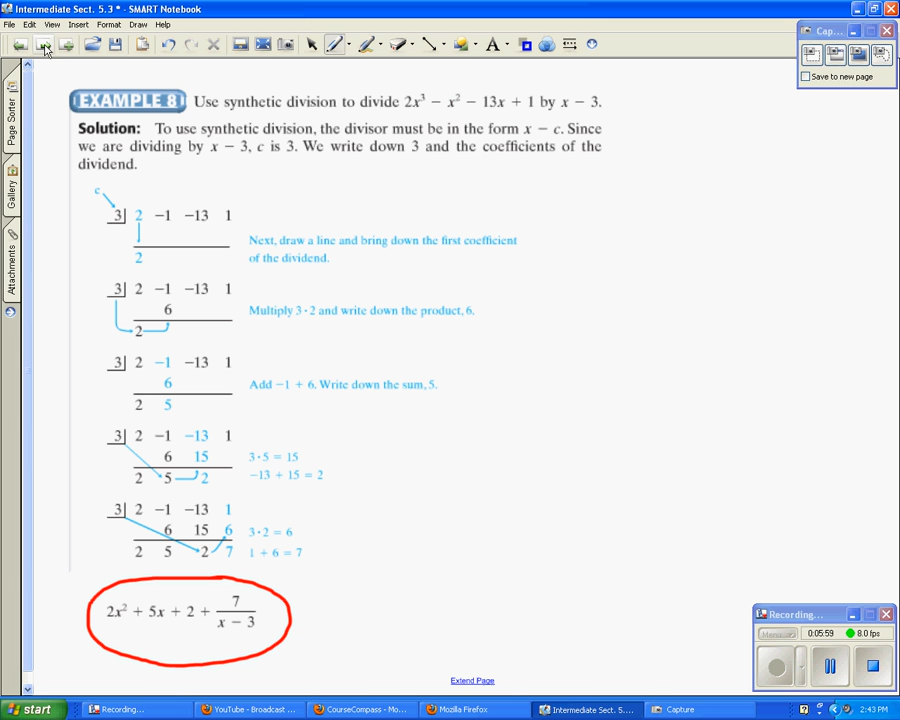 Intermediate Sect. 5.3 * - SMART Notebook
File Edit View Insert Format Draw Help
Cap...
Save to new page
Page Sorter
Gallery
Attachments
EXAMPLE 8 Use synthetic division to divide 2x³ − x² − 13x + 1 by x − 3.
Solution: To use synthetic division, the divisor must be in the form x − c. Since
we are dividing by x − 3, c is 3. We write down 3 and the coefficients of the
dividend.
c
3 2 −1 −13 1
Next, draw a line and bring down the first coefficient
2 of the dividend.
3 2 −1 −13 1
6 Multiply 3 · 2 and write down the product, 6.
2
3 2 −1 −13 1
6 Add −1 + 6. Write down the sum, 5.
2 5
3 2 −1 −13 1
6 15 3 · 5 = 15
2 5 2 −13 + 15 = 2
3 2 −1 −13 1
6 15 6 3 · 2 = 6
2 5 2 7 1 + 6 = 7
2x² + 5x + 2 + 7 / (x − 3)
Recording...
Menu
0:05:59 8.0 fps
Extend Page
start Recording... YouTube - Broadcast ... CourseCompass - Mo... Mozilla Firefox Intermediate Sect. 5.... Capture 2:43 PM